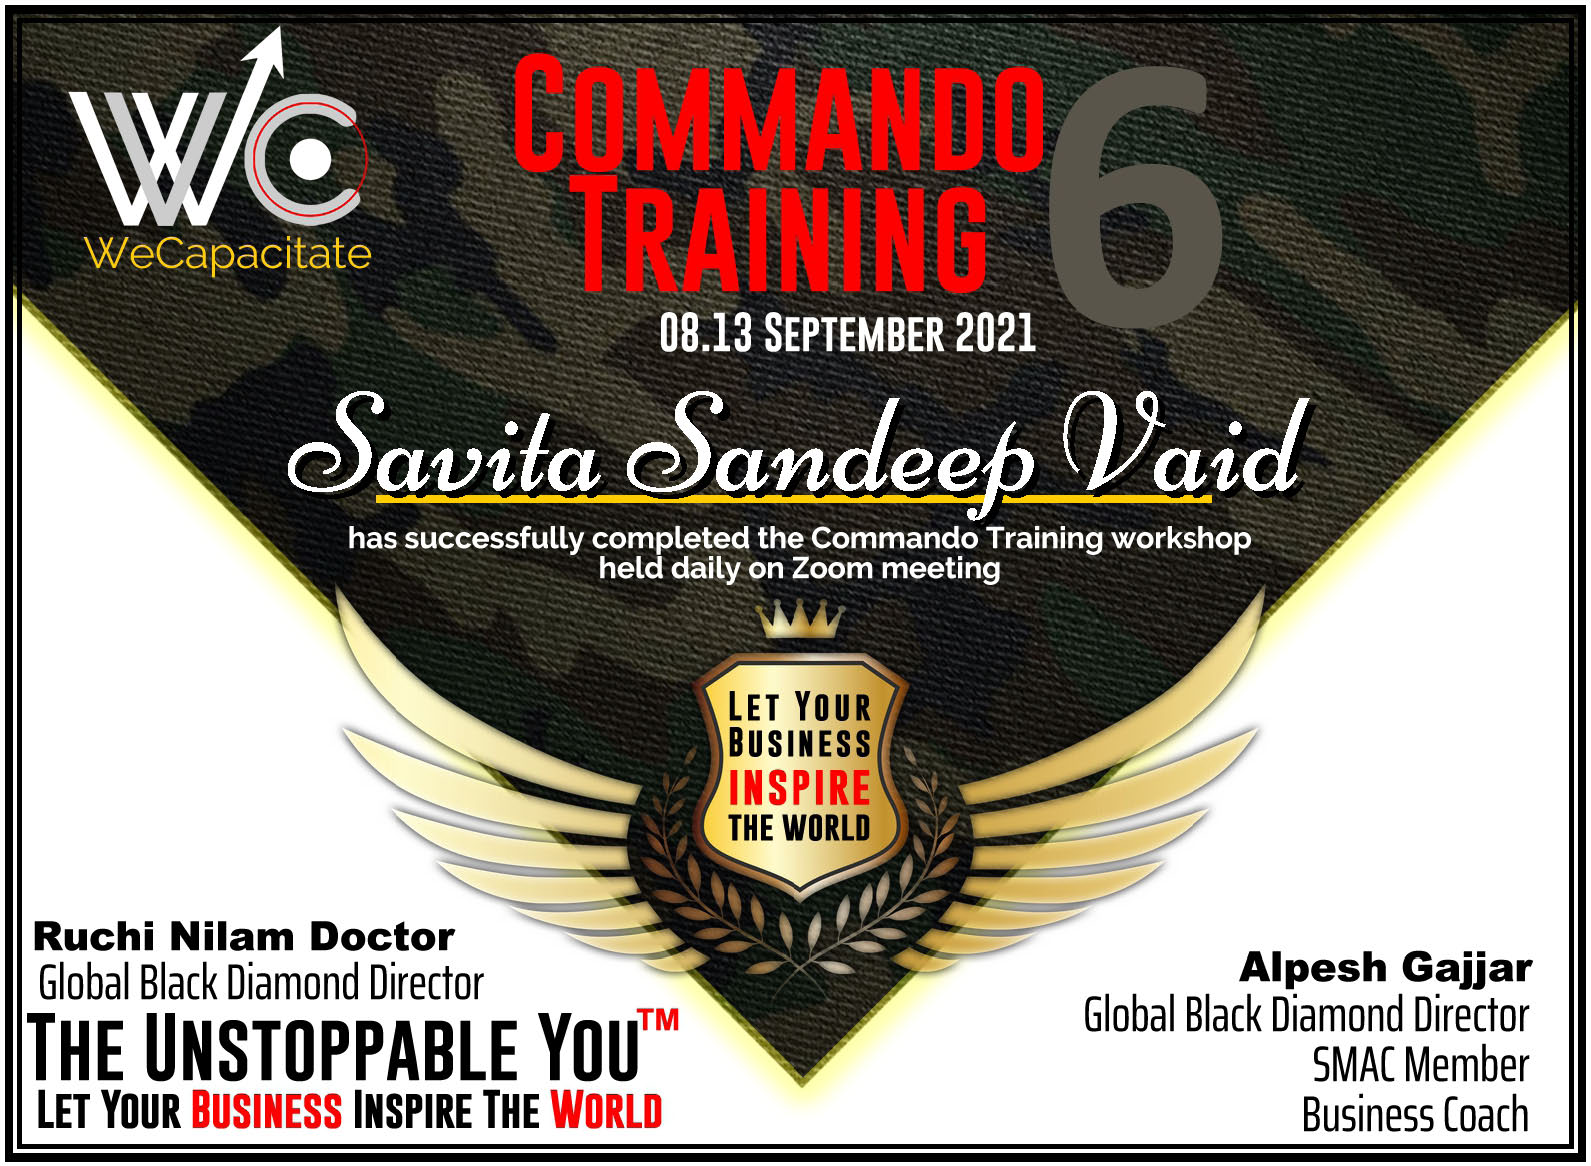 WC
WeCapacitate
COMMANDO
TRAINING
6
08.13 SEPTEMBER 2021
Savita Sandeep Vaid
has successfully completed the Commando Training workshop
held daily on Zoom meeting
LET YOUR
BUSINESS
INSPIRE
THE WORLD
Ruchi Nilam Doctor
Global Black Diamond Director
THE UNSTOPPABLE YOU™
LET YOUR BUSINESS INSPIRE THE WORLD
Alpesh Gajjar
Global Black Diamond Director
SMAC Member
Business Coach